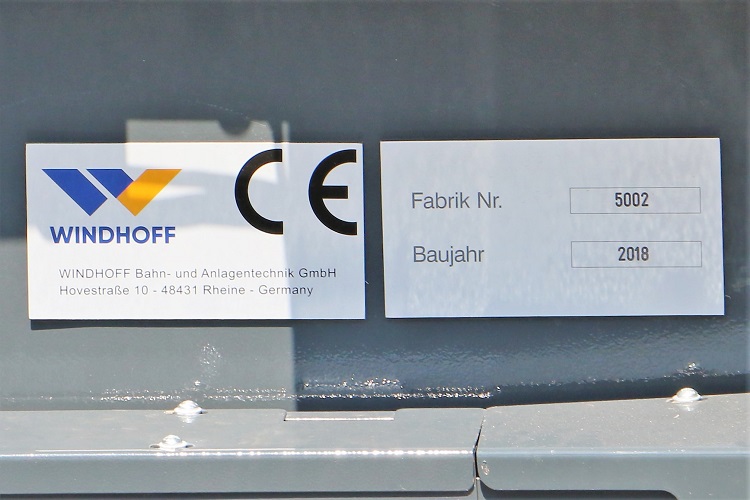 CE
WINDHOFF
WINDHOFF Bahn- und Anlagentechnik GmbH
Hovestraße 10 - 48431 Rheine - Germany
Fabrik Nr. 5002
Baujahr 2018